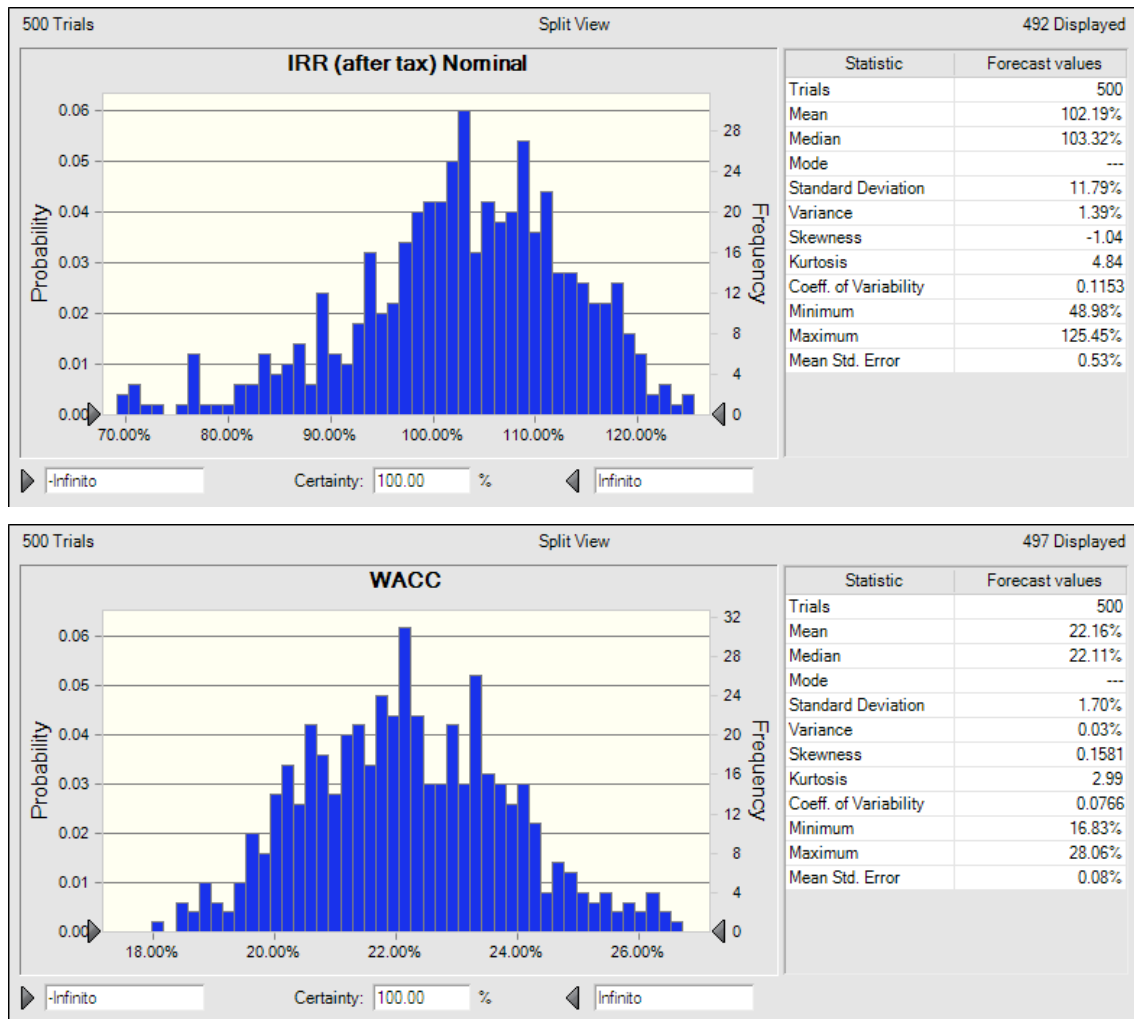 500 Trials Split View 492 Displayed
IRR (after tax) Nominal
Probability
0.06
0.05
0.04
0.03
0.02
0.01
0.00
28
24
20
16
12
8
4
0
Frequency
70.00% 80.00% 90.00% 100.00% 110.00% 120.00%
Statistic Forecast values
Trials 500
Mean 102.19%
Median 103.32%
Mode ---
Standard Deviation 11.79%
Variance 1.39%
Skewness -1.04
Kurtosis 4.84
Coeff. of Variability 0.1153
Minimum 48.98%
Maximum 125.45%
Mean Std. Error 0.53%
-Infinito Certainty: 100.00 % Infinito
500 Trials Split View 497 Displayed
WACC
Probability
0.06
0.05
0.04
0.03
0.02
0.01
0.00
32
28
24
20
16
12
8
4
0
Frequency
18.00% 20.00% 22.00% 24.00% 26.00%
Statistic Forecast values
Trials 500
Mean 22.16%
Median 22.11%
Mode ---
Standard Deviation 1.70%
Variance 0.03%
Skewness 0.1581
Kurtosis 2.99
Coeff. of Variability 0.0766
Minimum 16.83%
Maximum 28.06%
Mean Std. Error 0.08%
-Infinito Certainty: 100.00 % Infinito